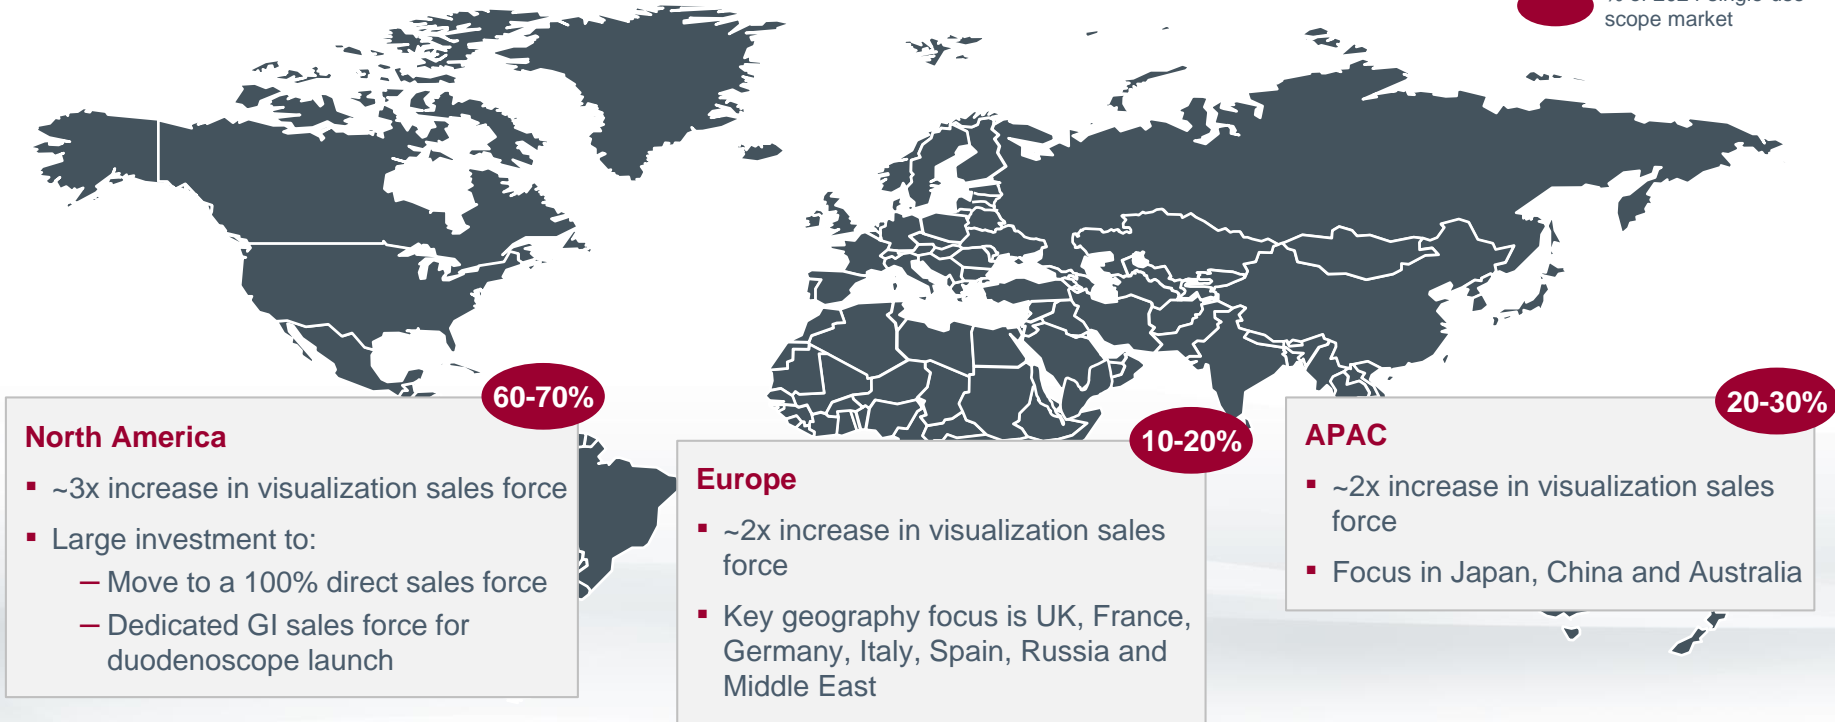 scope market
60-70%
North America
▪ ~3x increase in visualization sales force
▪ Large investment to:
– Move to a 100% direct sales force
– Dedicated GI sales force for
duodenoscope launch
10-20%
Europe
▪ ~2x increase in visualization sales
force
▪ Key geography focus is UK, France,
Germany, Italy, Spain, Russia and
Middle East
20-30%
APAC
▪ ~2x increase in visualization sales
force
▪ Focus in Japan, China and Australia